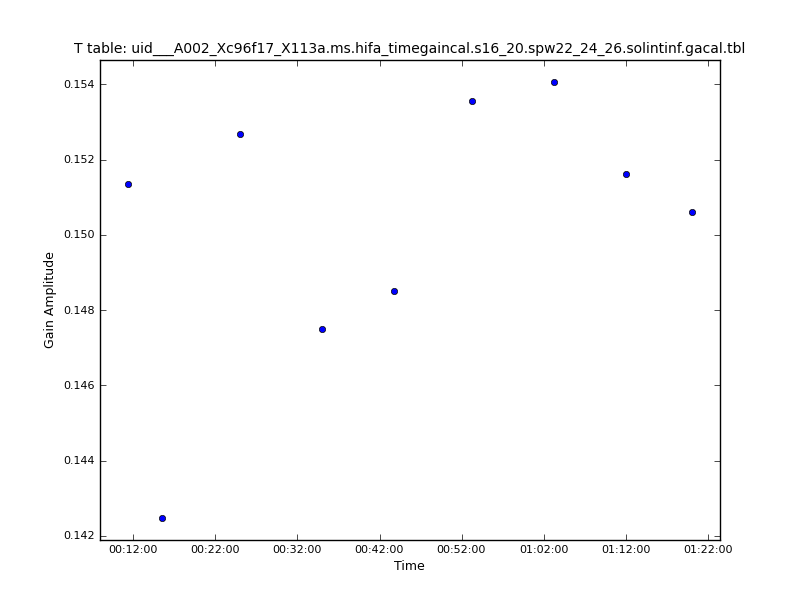 T table: uid___A002_Xc96f17_X113a.ms.hifa_timegaincal.s16_20.spw22_24_26.solintinf.gacal.tbl
0.154
0.152
0.150
0.148
0.146
0.144
0.142
Gain Amplitude
00:12:00 00:22:00 00:32:00 00:42:00 00:52:00 01:02:00 01:12:00 01:22:00
Time